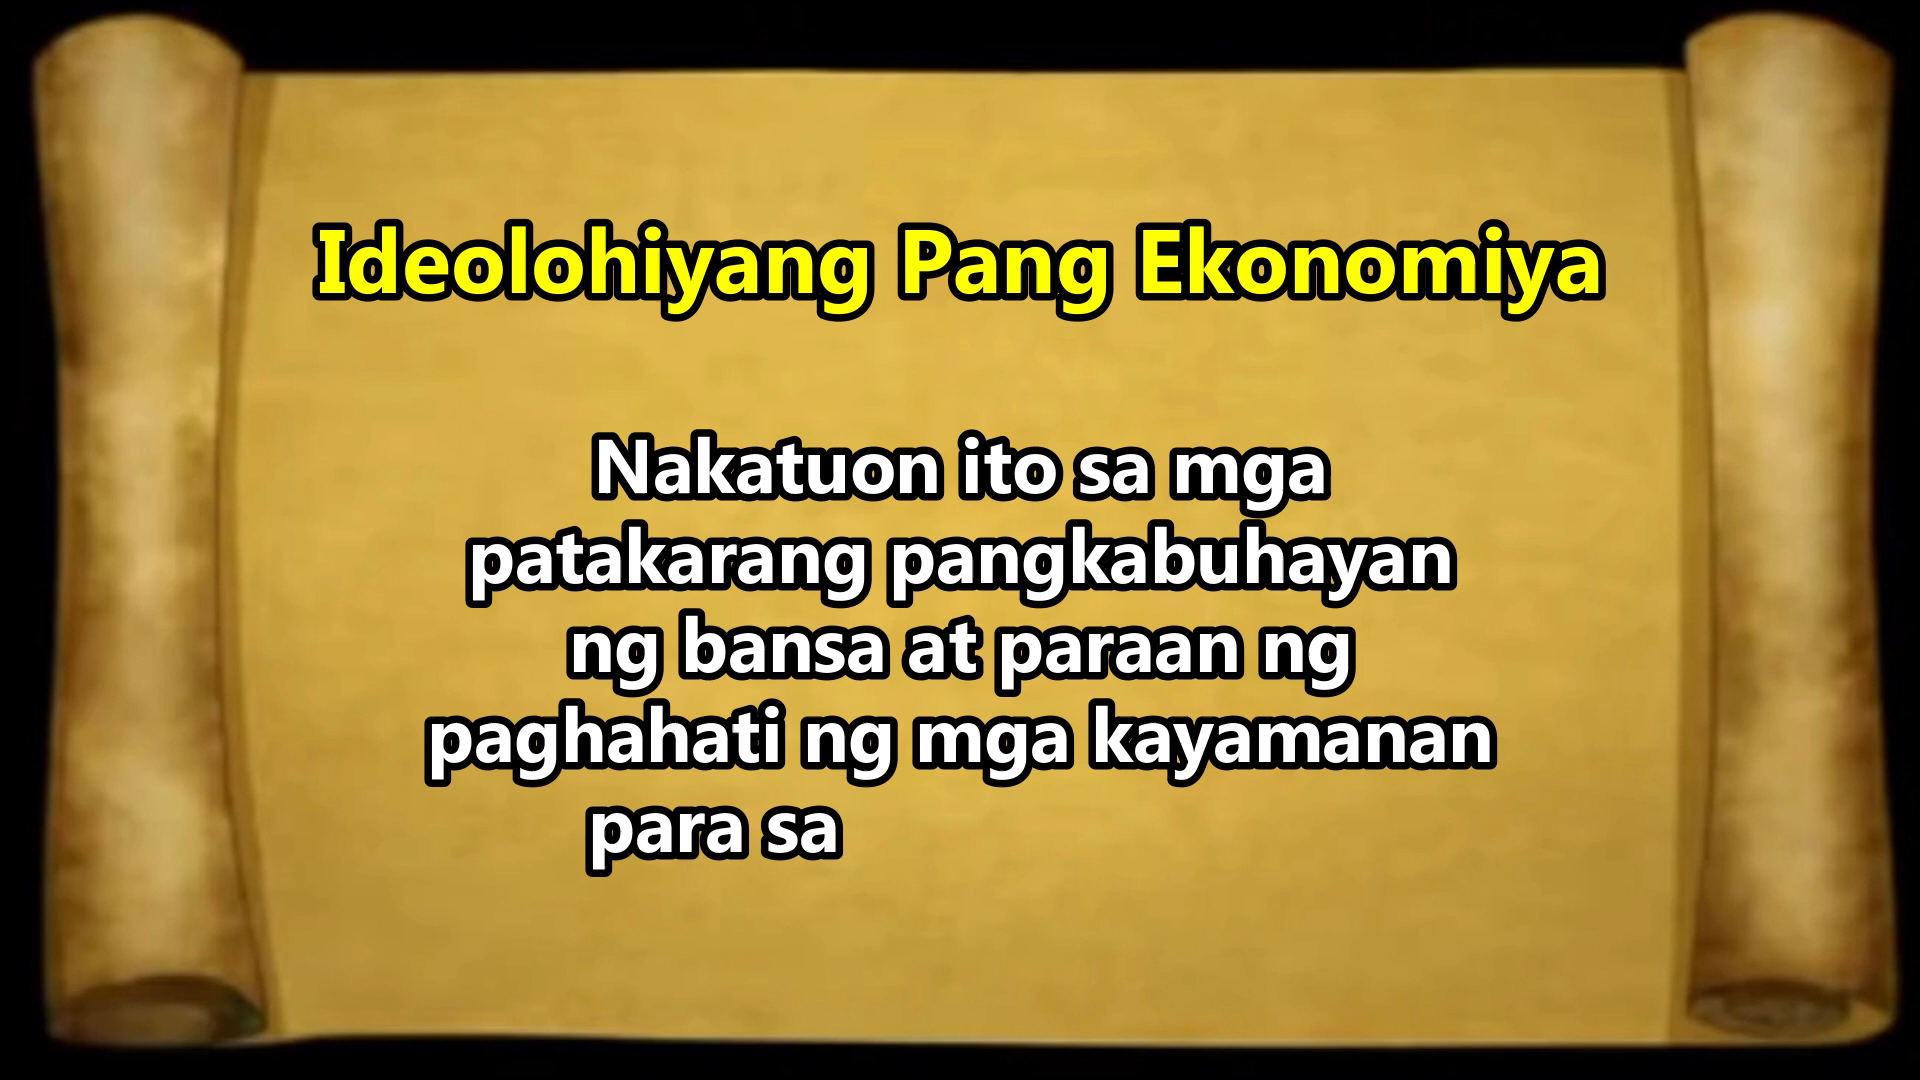 Ideolohiyang Pang Ekonomiya
Nakatuon ito sa mga
patakarang pangkabuhayan
ng bansa at paraan ng
paghahati ng mga kayamanan
para sa